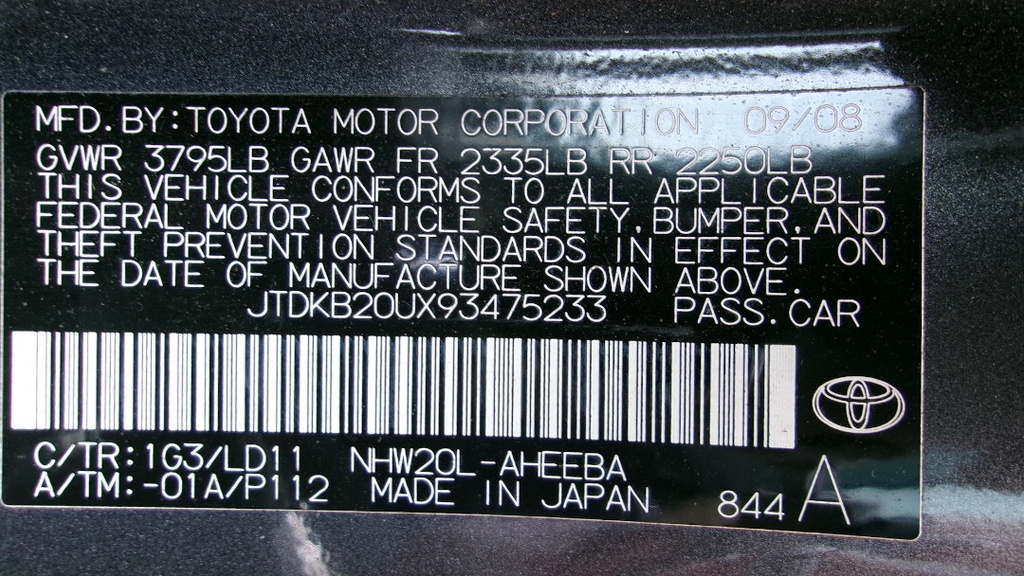 MFD.BY:TOYOTA MOTOR CORPORATION 09/08
GVWR 3795LB GAWR FR 2335LB RR 2250LB
THIS VEHICLE CONFORMS TO ALL APPLICABLE
FEDERAL MOTOR VEHICLE SAFETY,BUMPER,AND
THEFT PREVENTION STANDARDS IN EFFECT ON
THE DATE OF MANUFACTURE SHOWN ABOVE.
JTDKB20UX93475233 PASS.CAR
C/TR:1G3/LD11 NHW20L-AHEEBA
A/TM:-01A/P112 MADE IN JAPAN 844 A